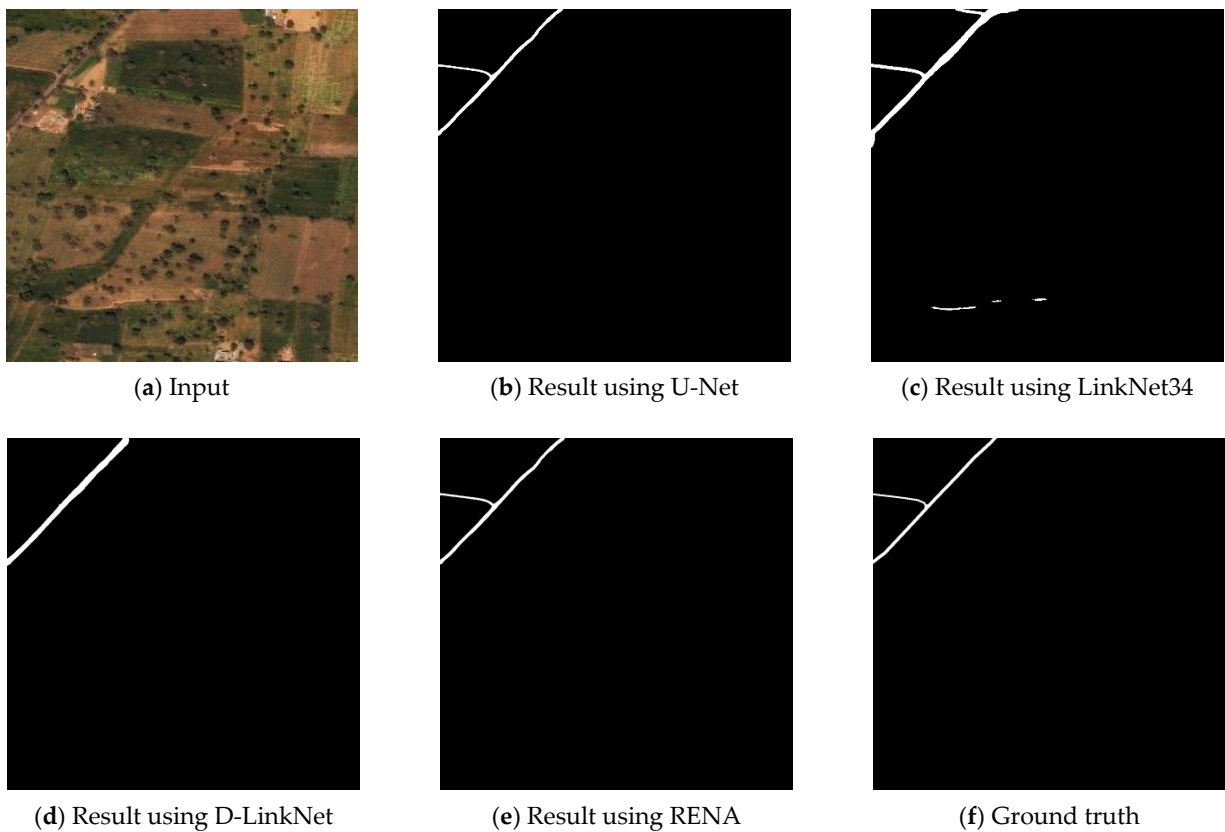 (a) Input
(b) Result using U-Net
(c) Result using LinkNet34
(d) Result using D-LinkNet
(e) Result using RENA
(f) Ground truth